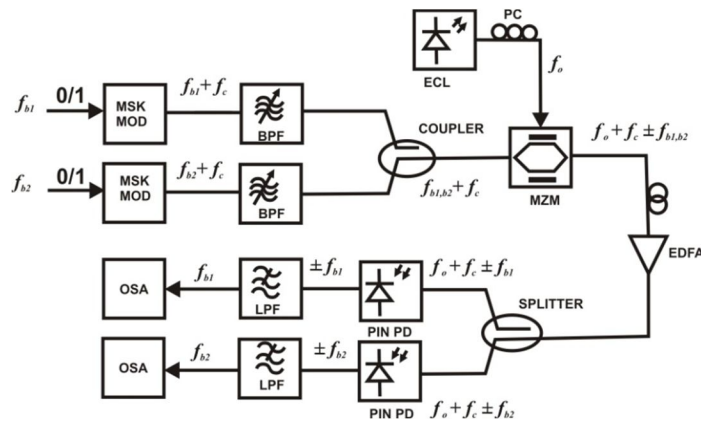 PC
ECL
f_o
f_b1
0/1
MSK
MOD
f_b1+f_c
BPF
COUPLER
f_o+f_c±f_b1,b2
f_b2
0/1
MSK
MOD
f_b2+f_c
BPF
f_b1,b2+f_c
MZM
EDFA
OSA
f_b1
LPF
±f_b1
PIN PD
f_o+f_c±f_b1
SPLITTER
OSA
f_b2
LPF
±f_b2
PIN PD
f_o+f_c±f_b2